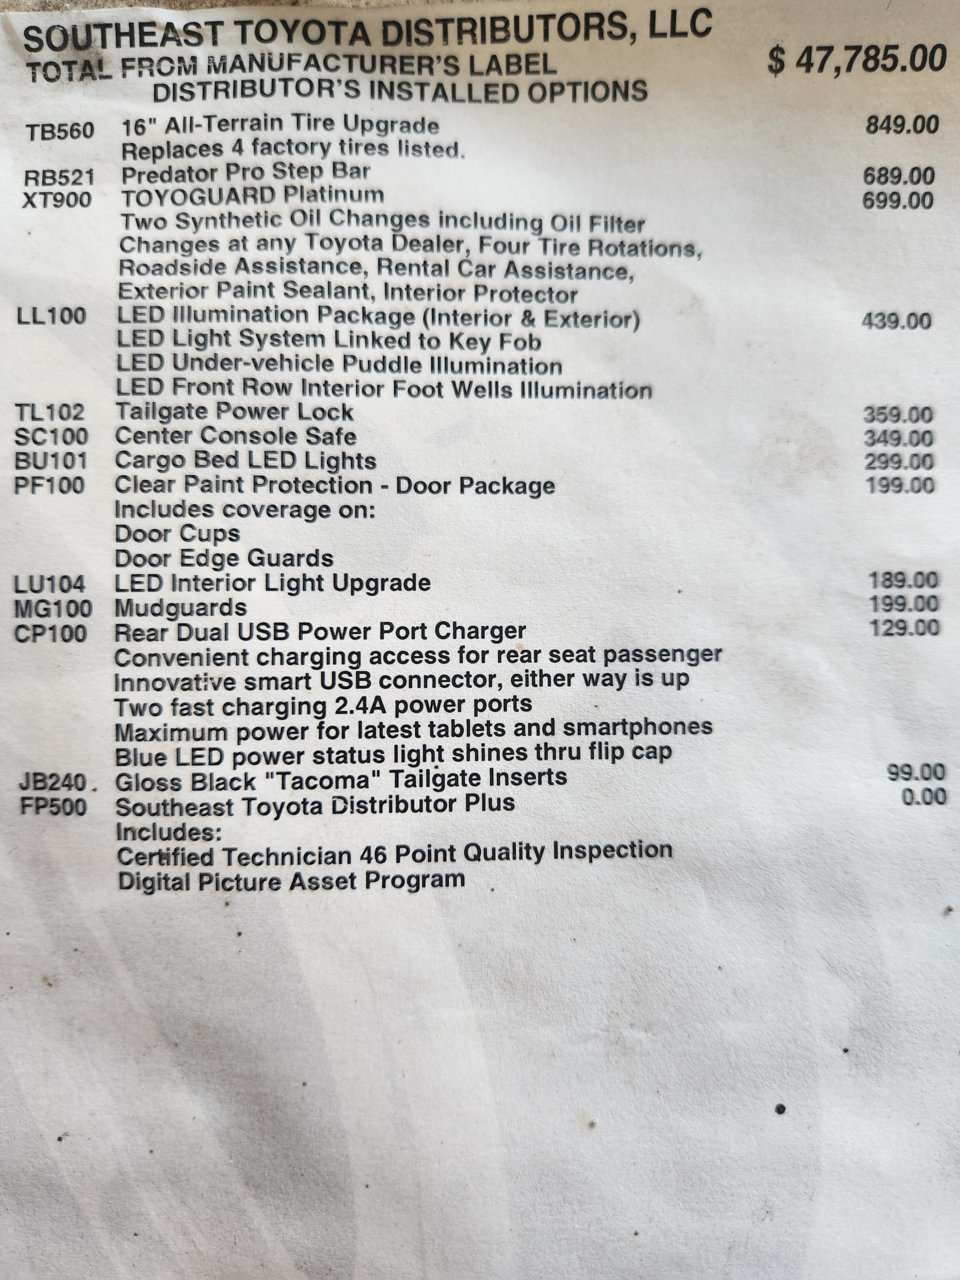 SOUTHEAST TOYOTA DISTRIBUTORS, LLC
TOTAL FROM MANUFACTURER'S LABEL $ 47,785.00
DISTRIBUTOR'S INSTALLED OPTIONS
TB560 16" All-Terrain Tire Upgrade 849.00
Replaces 4 factory tires listed.
RB521 Predator Pro Step Bar 689.00
XT900 TOYOGUARD Platinum 699.00
Two Synthetic Oil Changes including Oil Filter
Changes at any Toyota Dealer, Four Tire Rotations,
Roadside Assistance, Rental Car Assistance,
Exterior Paint Sealant, Interior Protector
LL100 LED Illumination Package (Interior & Exterior) 439.00
LED Light System Linked to Key Fob
LED Under-vehicle Puddle Illumination
LED Front Row Interior Foot Wells Illumination
TL102 Tailgate Power Lock 359.00
SC100 Center Console Safe 349.00
BU101 Cargo Bed LED Lights 299.00
PF100 Clear Paint Protection - Door Package 199.00
Includes coverage on:
Door Cups
Door Edge Guards
LU104 LED Interior Light Upgrade 189.00
MG100 Mudguards 199.00
CP100 Rear Dual USB Power Port Charger 129.00
Convenient charging access for rear seat passenger
Innovative smart USB connector, either way is up
Two fast charging 2.4A power ports
Maximum power for latest tablets and smartphones
Blue LED power status light shines thru flip cap
JB240 Gloss Black "Tacoma" Tailgate Inserts 99.00
FP500 Southeast Toyota Distributor Plus 0.00
Includes:
Certified Technician 46 Point Quality Inspection
Digital Picture Asset Program